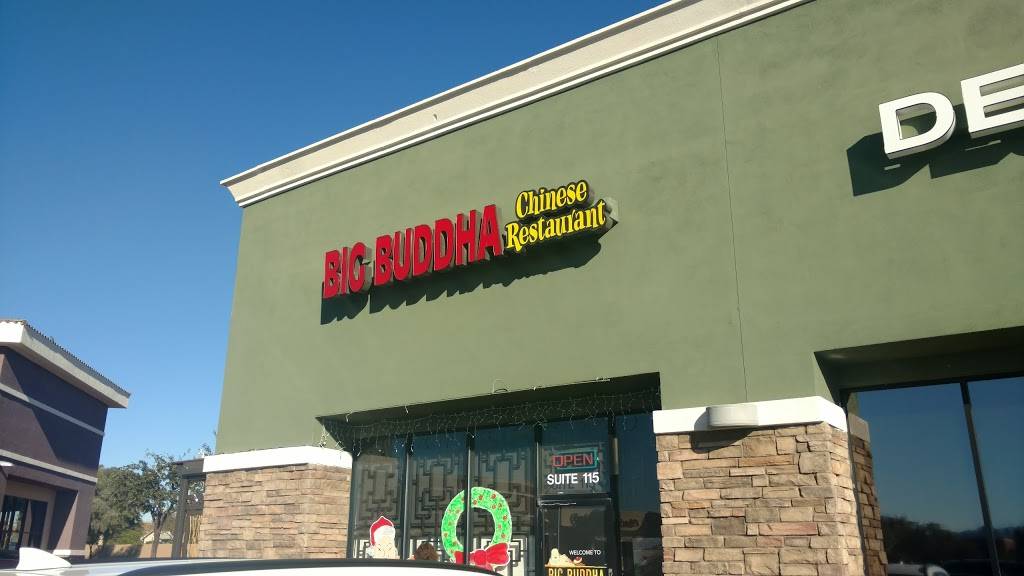 BIG BUDDHA Chinese
Restaurant
DE
OPEN
SUITE 115
WELCOME TO
BIG BUDDHA